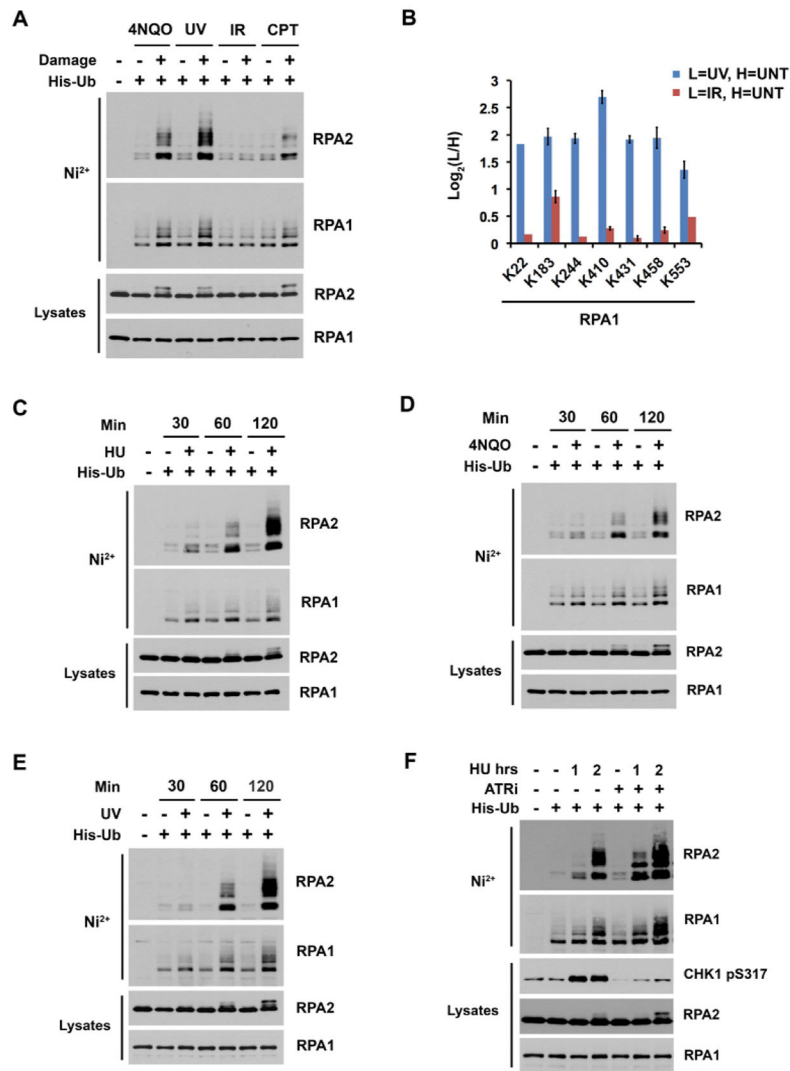 A
4NQO UV IR CPT
Damage - - + - + - + - +
His-Ub - + + + + + + + +
Ni2+
RPA2
RPA1
Lysates
RPA2
RPA1
B
L=UV, H=UNT
L=IR, H=UNT
Log2(L/H)
3
2.5
2
1.5
1
0.5
0
K22 K183 K244 K410 K431 K458 K553
RPA1
C
Min 30 60 120
HU - - + - + - +
His-Ub - + + + + + +
Ni2+
RPA2
RPA1
Lysates
RPA2
RPA1
D
Min 30 60 120
4NQO - - + - + - +
His-Ub - + + + + + +
Ni2+
RPA2
RPA1
Lysates
RPA2
RPA1
E
Min 30 60 120
UV - - + - + - +
His-Ub - + + + + + +
Ni2+
RPA2
RPA1
Lysates
RPA2
RPA1
F
HU hrs - - 1 2 - 1 2
ATRi - - - - + + +
His-Ub - + + + + + +
Ni2+
RPA2
RPA1
Lysates
CHK1 pS317
RPA2
RPA1